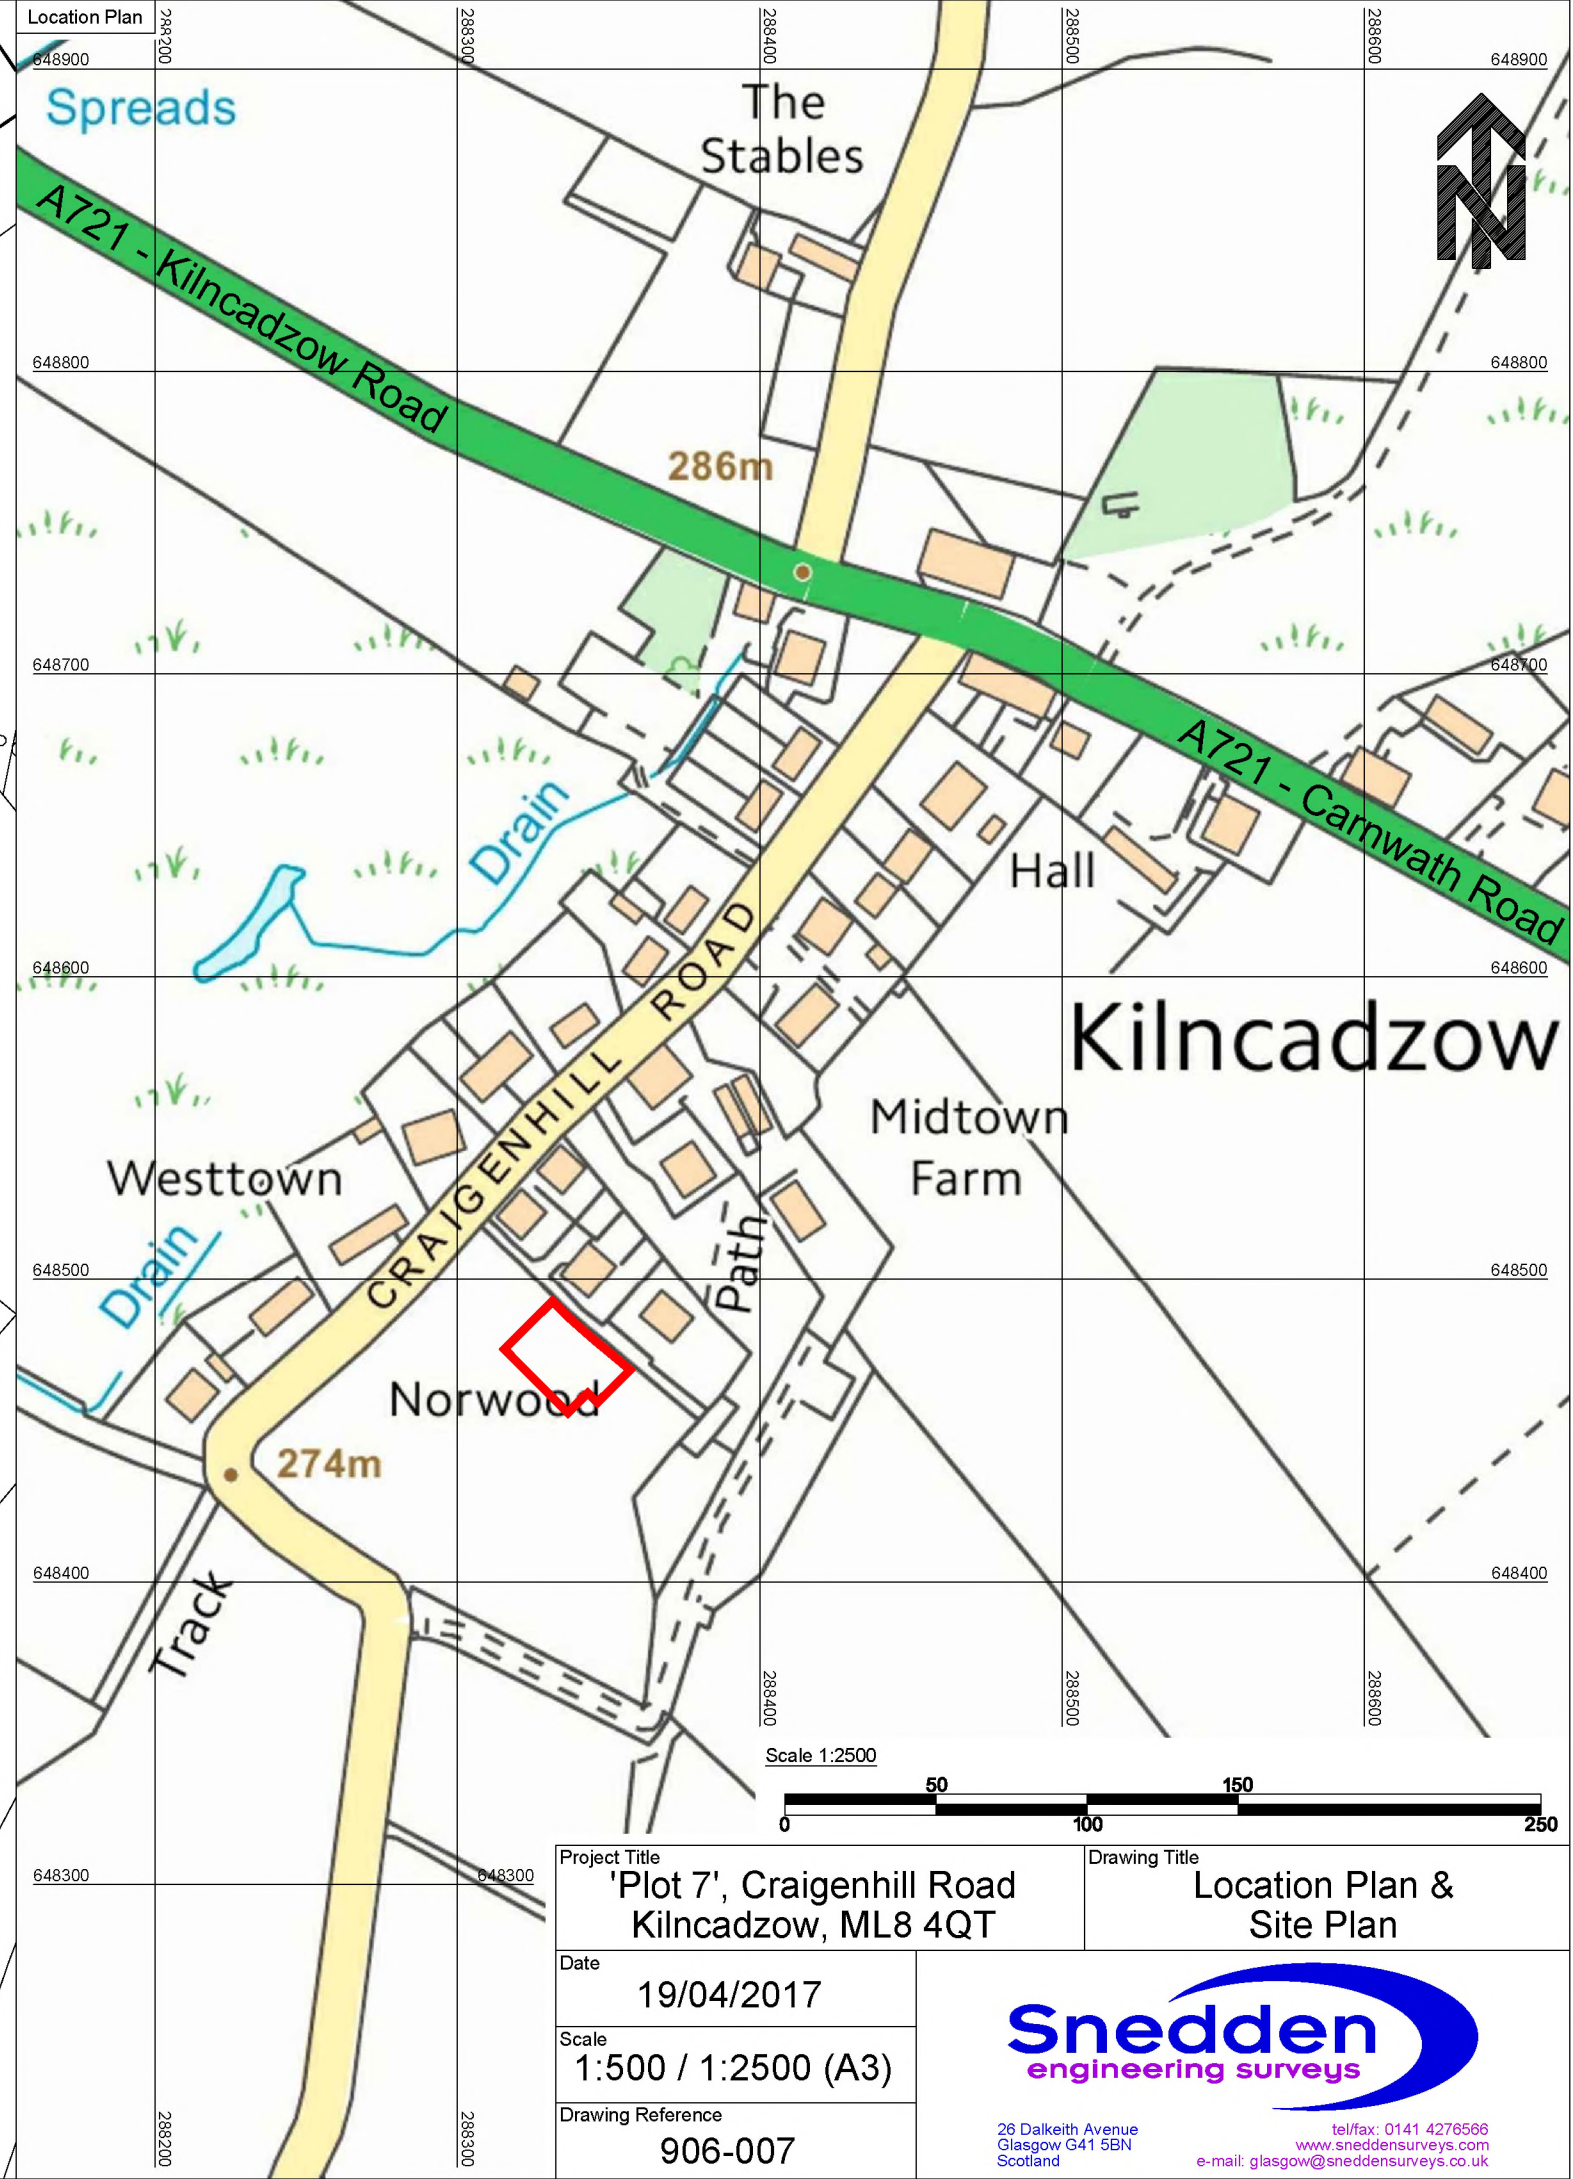 Location Plan
288200
288300
288400
288500
288600
648900
648900
Spreads
The
Stables
N
A721 - Kilncadzow Road
648800
648800
286m
648700
648700
A721 - Carnwath Road
Drain
Hall
CRAIGENHILL ROAD
648600
648600
Kilncadzow
Midtown
Farm
Westtown
Path
Drain
648500
648500
Norwood
274m
648400
648400
Track
288400
288500
288600
Scale 1:2500
50
150
0
100
250
648300
648300
288200
288300
Project Title
'Plot 7', Craigenhill Road
Kilncadzow, ML8 4QT
Drawing Title
Location Plan &
Site Plan
Date
19/04/2017
Scale
1:500 / 1:2500 (A3)
Drawing Reference
906-007
Snedden
engineering surveys
26 Dalkeith Avenue
Glasgow G41 5BN
Scotland
tel/fax: 0141 4276566
www.sneddensurveys.com
e-mail: glasgow@sneddensurveys.co.uk